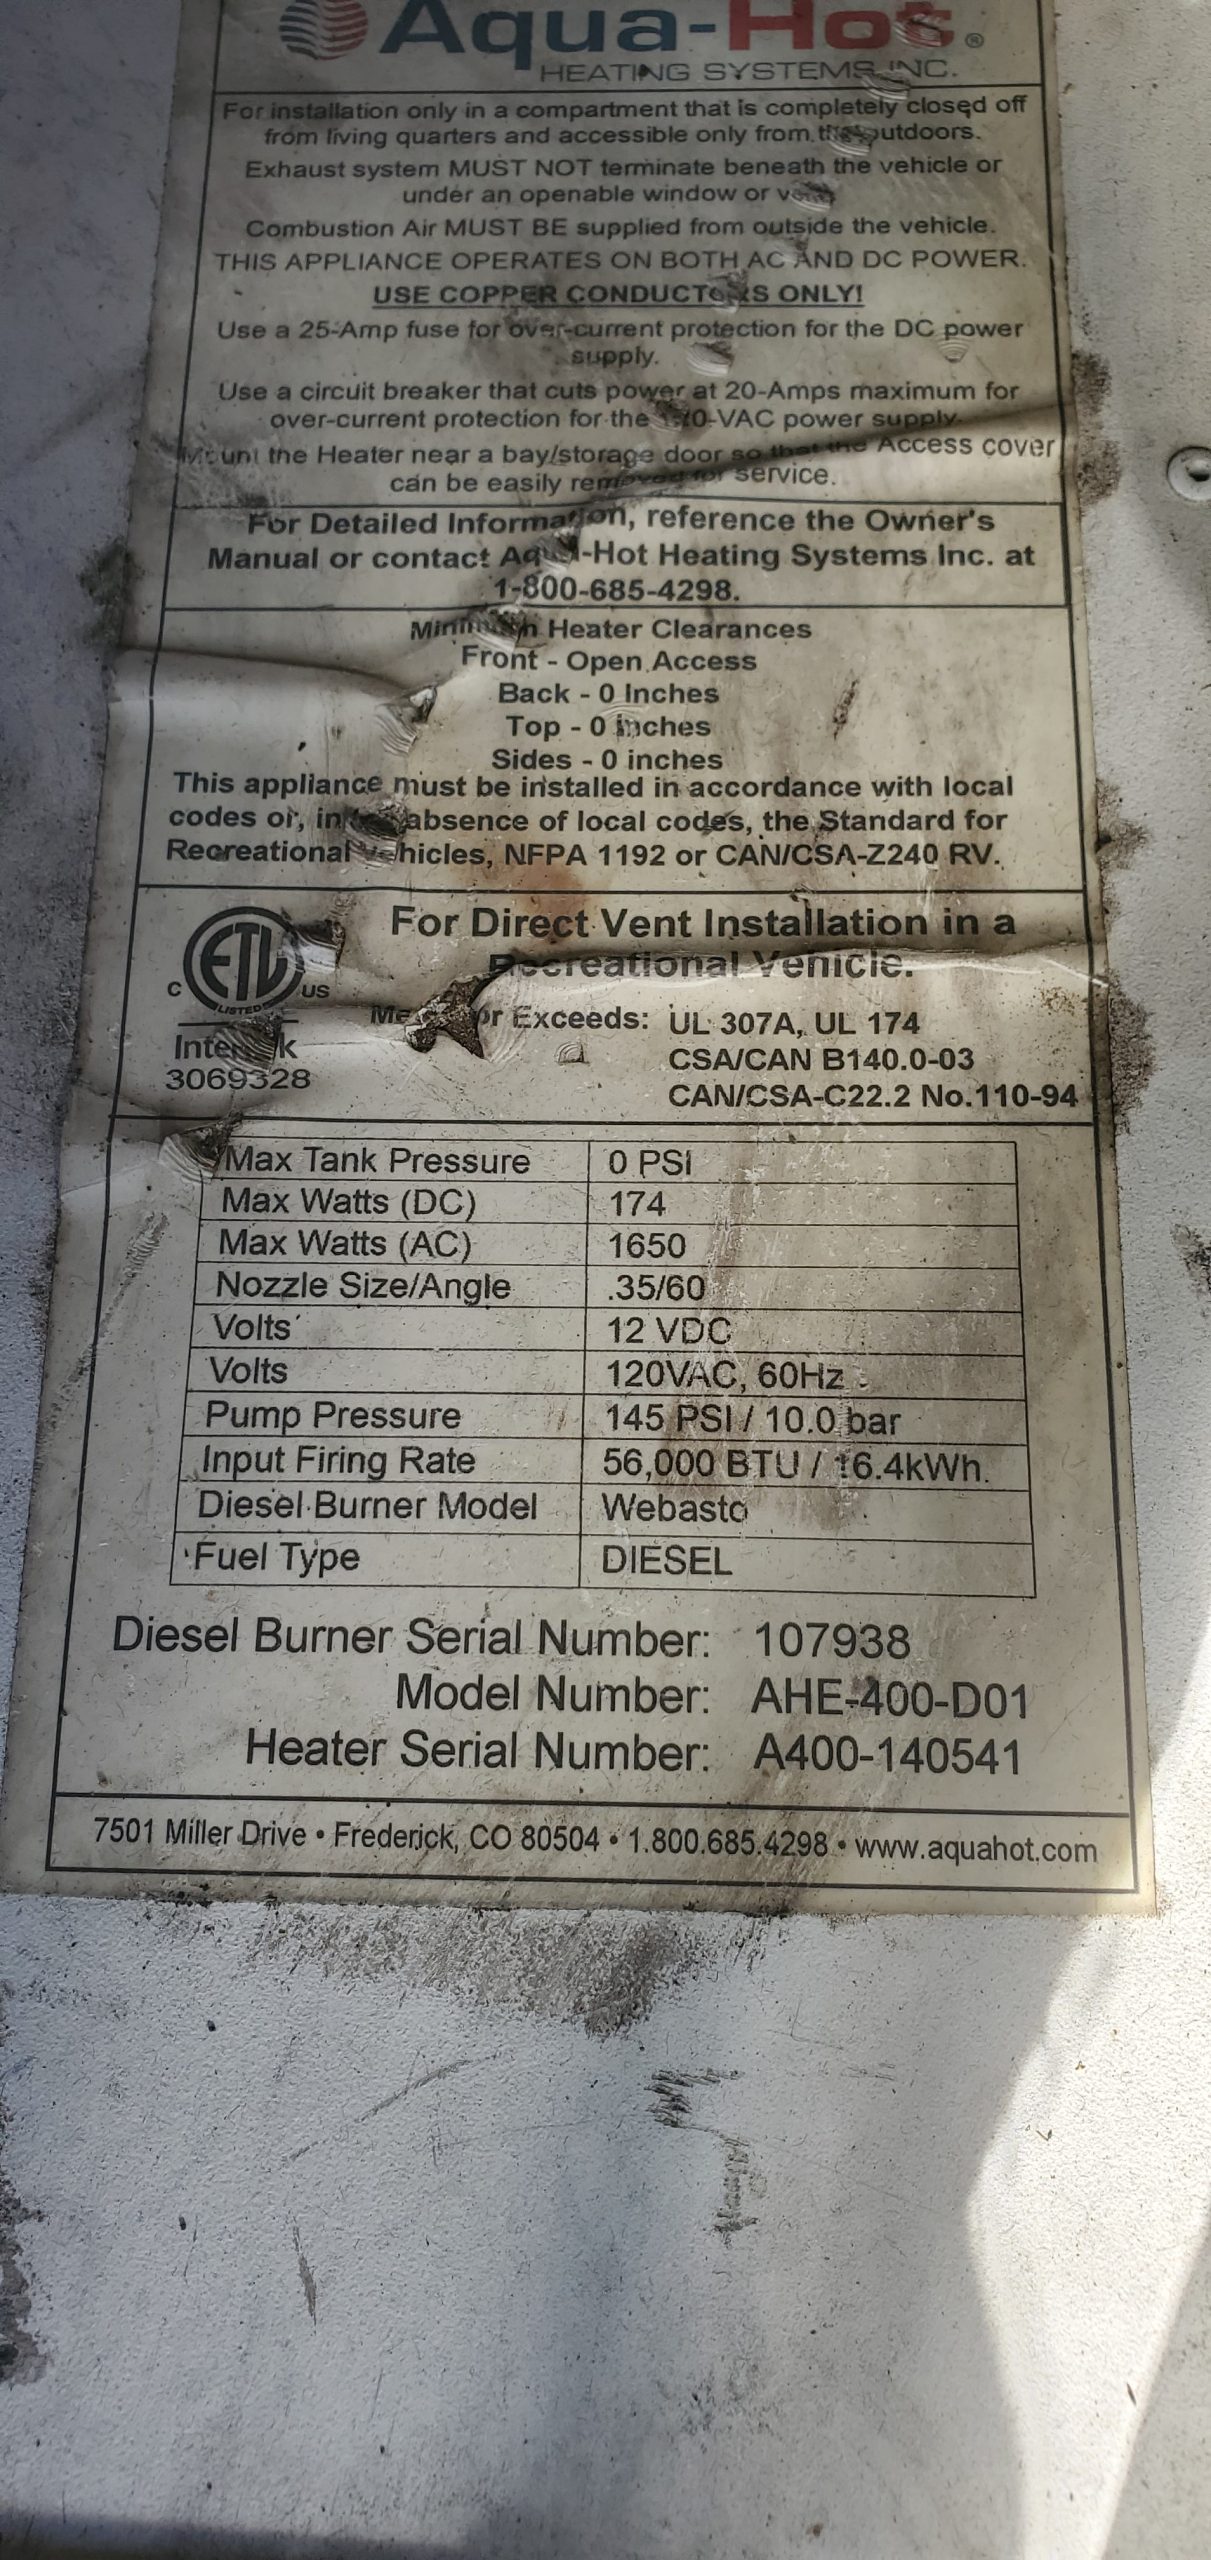 Aqua-Hot®
HEATING SYSTEMS INC.
For installation only in a compartment that is completely closed off
from living quarters and accessible only from the outdoors.
Exhaust system MUST NOT terminate beneath the vehicle or
under an openable window or
Combustion Air MUST BE supplied from outside the vehicle.
THIS APPLIANCE OPERATES ON BOTH AC AND DC POWER.
USE COPPER CONDUCTORS ONLY!
Use a 25-Amp fuse for over-current protection for the DC power
supply.
Use a circuit breaker that cuts power at 20-Amps maximum for
over-current protection for the power supply.
Mount the Heater near a bay/storage door so that the Access cover
can be easily removed for service.
For Detailed Information, reference the Owner's
Manual or contact Aqua-Hot Heating Systems Inc. at
1-800-685-4298.
Minimum Heater Clearances
Front - Open Access
Back - 0 Inches
Top - 0 inches
Sides - 0 inches
This appliance must be installed in accordance with local
codes or, in absence of local codes, the Standard for
Recreational Vehicles, NFPA 1192 or CAN/CSA-Z240 RV.
For Direct Vent Installation in a
Recreational Vehicle.
C ETL US
LISTED
Intertek
3069328
or Exceeds: UL 307A, UL 174
CSA/CAN B140.0-03
CAN/CSA-C22.2 No.110-94
Max Tank Pressure 0 PSI
Max Watts (DC) 174
Max Watts (AC) 1650
Nozzle Size/Angle .35/60
Volts 12 VDC
Volts 120VAC, 60Hz
Pump Pressure 145 PSI / 10.0 bar
Input Firing Rate 56,000 BTU / 16.4kWh.
Diesel Burner Model Webasto
Fuel Type DIESEL
Diesel Burner Serial Number: 107938
Model Number: AHE-400-D01
Heater Serial Number: A400-140541
7501 Miller Drive • Frederick, CO 80504 • 1.800.685.4298 • www.aquahot.com